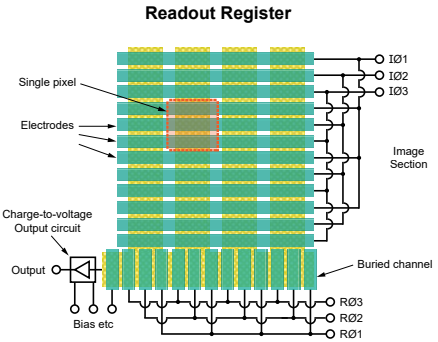 Readout Register
IØ1
IØ2
IØ3
Single pixel
Electrodes
Image
Section
Charge-to-voltage
Output circuit
Output
Buried channel
Bias etc
RØ3
RØ2
RØ1